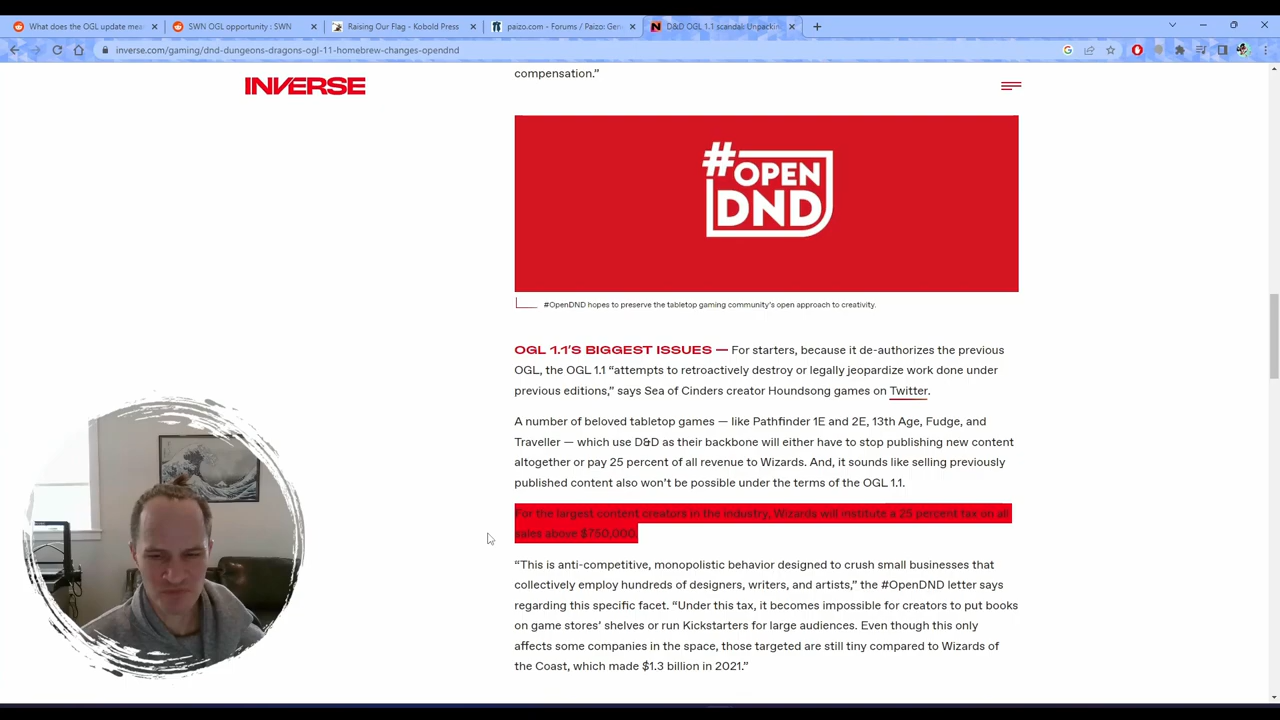 What does the OGL update mea
SWN OGL opportunity : SWN
Raising Our Flag - Kobold Press
paizo.com - Forums / Paizo: Gen
D&D OGL 1.1 scandal: Unpackin
inverse.com/gaming/dnd-dungeons-dragons-ogl-11-homebrew-changes-opendnd
INVERSE
compensation.”
#OPEN
DND
#OpenDND hopes to preserve the tabletop gaming community's open approach to creativity.
OGL 1.1’S BIGGEST ISSUES — For starters, because it de-authorizes the previous
OGL, the OGL 1.1 “attempts to retroactively destroy or legally jeopardize work done under
previous editions,” says Sea of Cinders creator Houndsong games on Twitter.
A number of beloved tabletop games — like Pathfinder 1E and 2E, 13th Age, Fudge, and
Traveller — which use D&D as their backbone will either have to stop publishing new content
altogether or pay 25 percent of all revenue to Wizards. And, it sounds like selling previously
published content also won’t be possible under the terms of the OGL 1.1.
For the largest content creators in the industry, Wizards will institute a 25 percent tax on all
sales above $750,000.
“This is anti-competitive, monopolistic behavior designed to crush small businesses that
collectively employ hundreds of designers, writers, and artists,” the #OpenDND letter says
regarding this specific facet. “Under this tax, it becomes impossible for creators to put books
on game stores’ shelves or run Kickstarters for large audiences. Even though this only
affects some companies in the space, those targeted are still tiny compared to Wizards of
the Coast, which made $1.3 billion in 2021.”